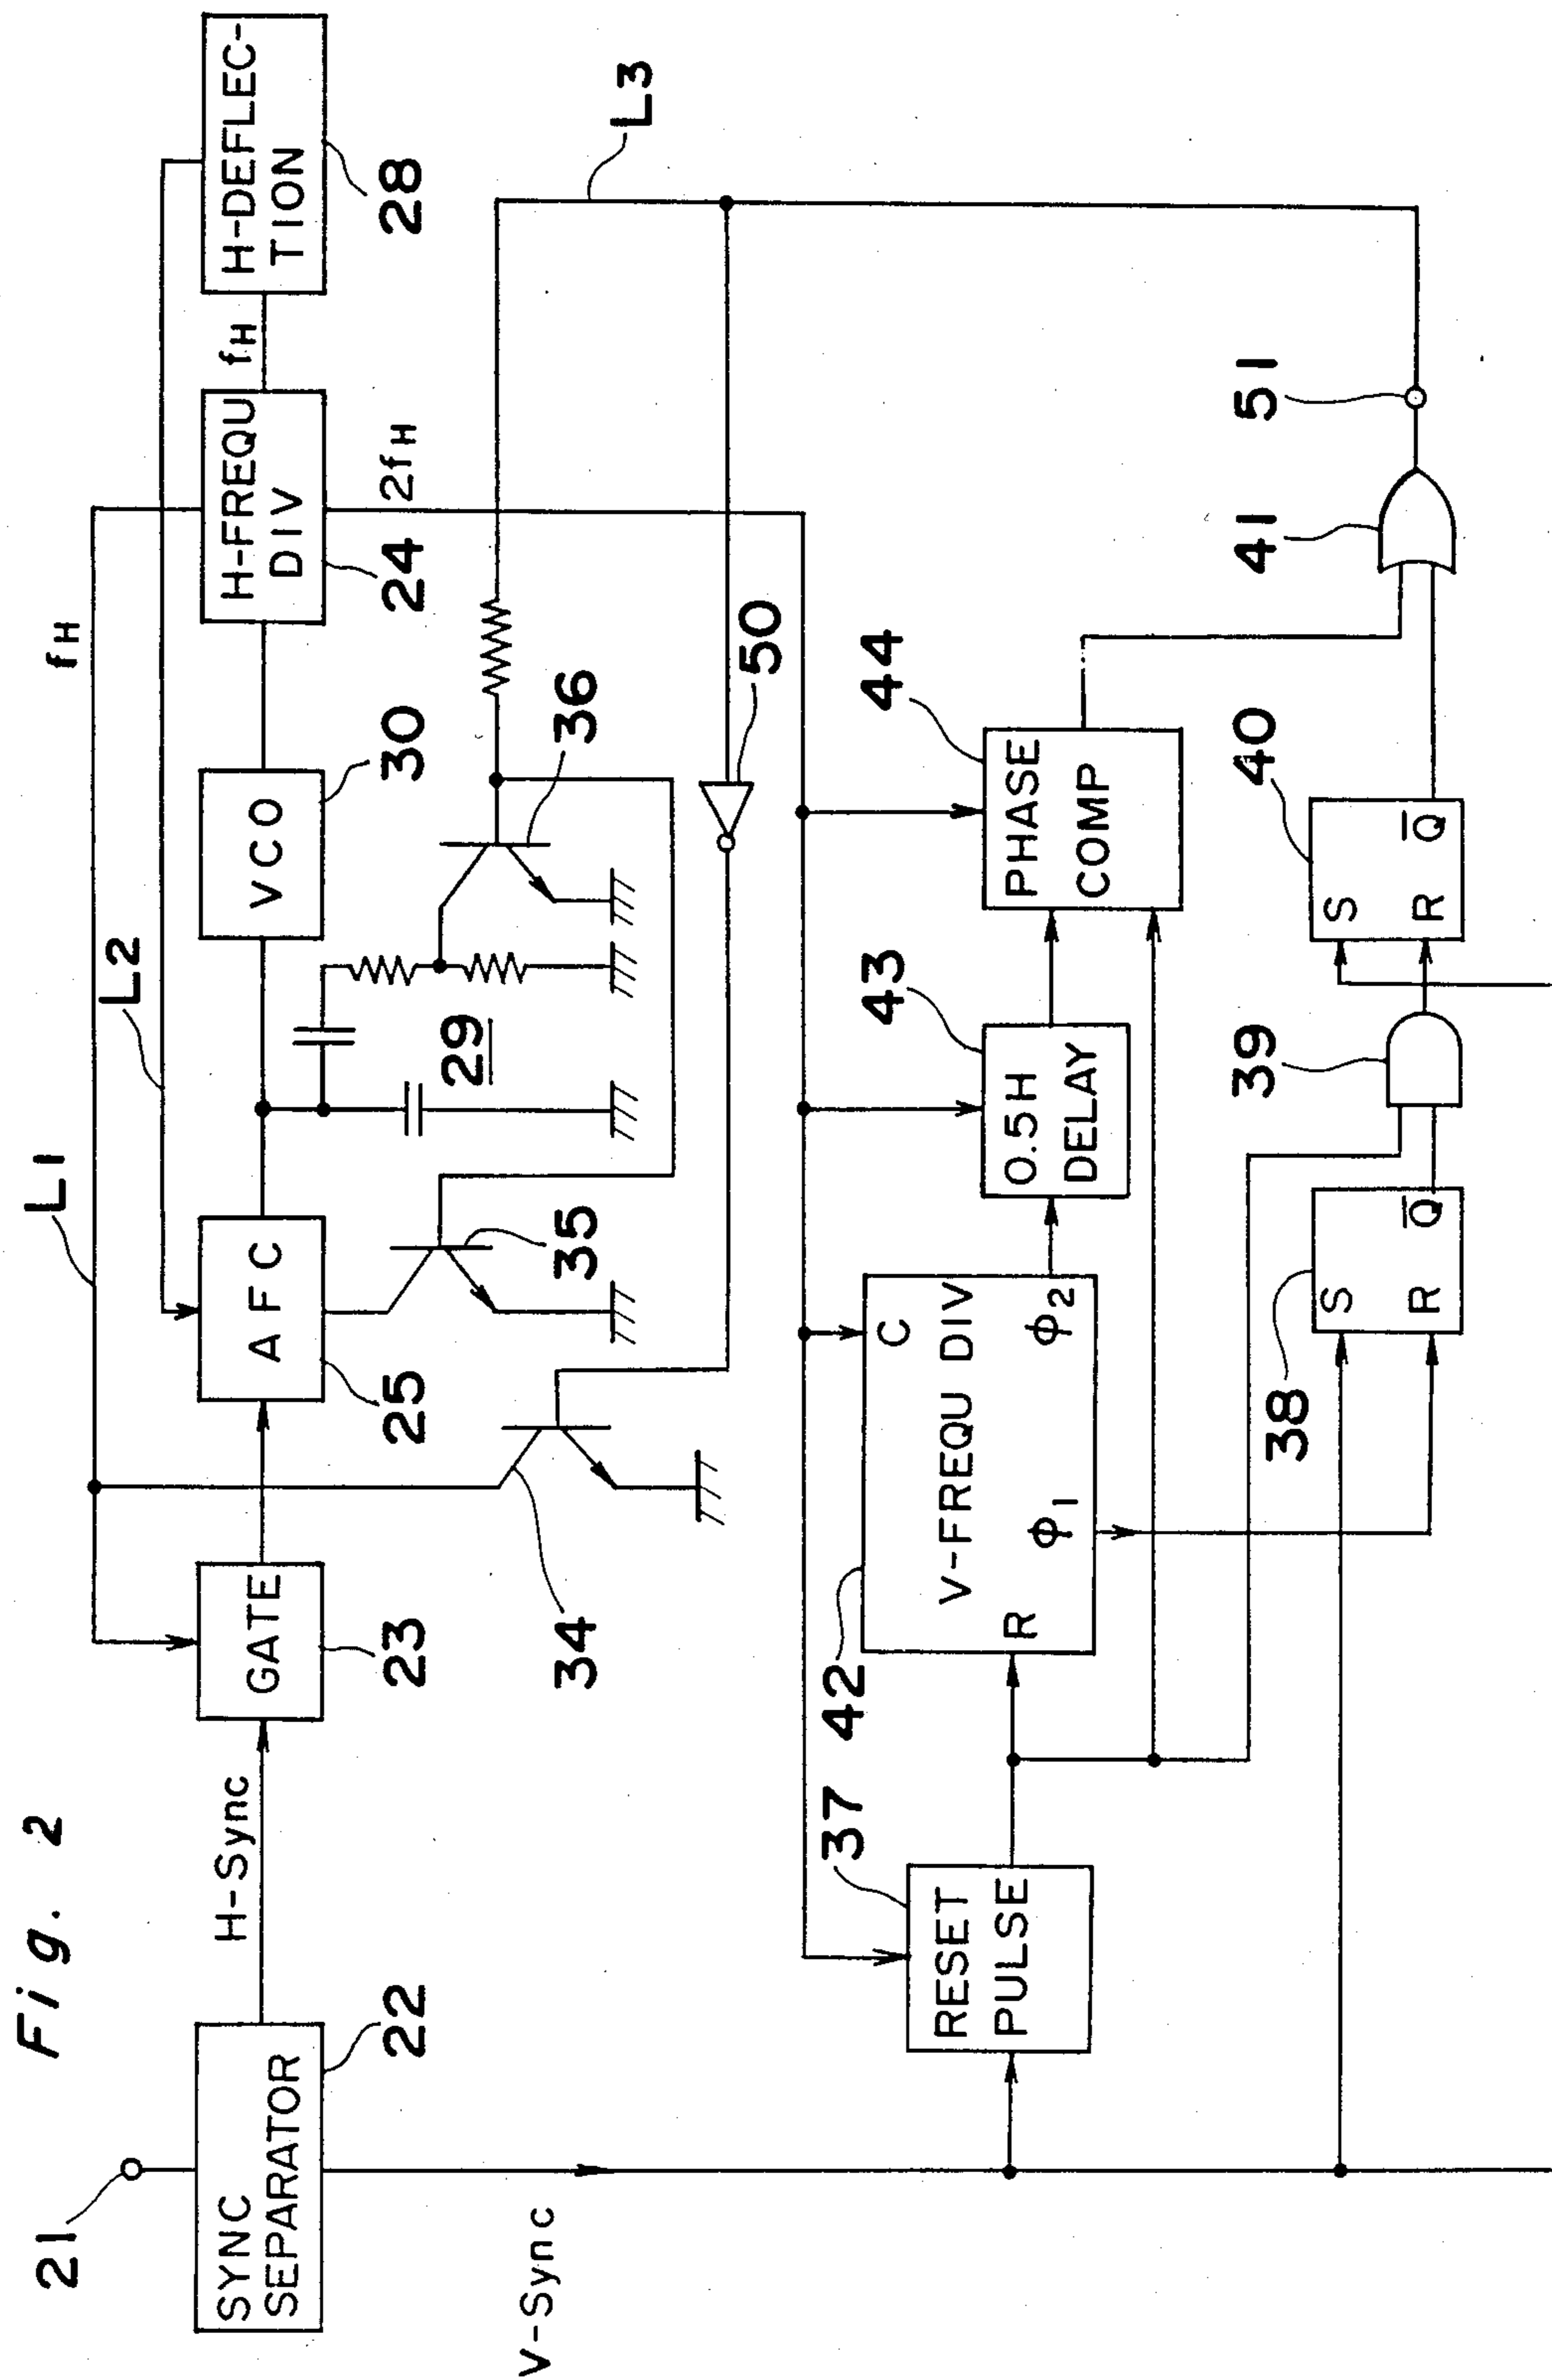 Fig. 2
21
SYNC
SEPARATOR
22
H-Sync
V-Sync
GATE
23
L1
L2
fH
AFC
25
VCO
30
H-FREQU
DIV
24
fH
2fH
H-DEFLEC-
TION
28
29
34
35
36
50
L3
RESET
PULSE
37
V-FREQU DIV
R
C
ϕ1
ϕ2
42
0.5H
DELAY
43
PHASE
COMP
44
S
R
Q̅
38
39
S
R
Q̅
40
41
51